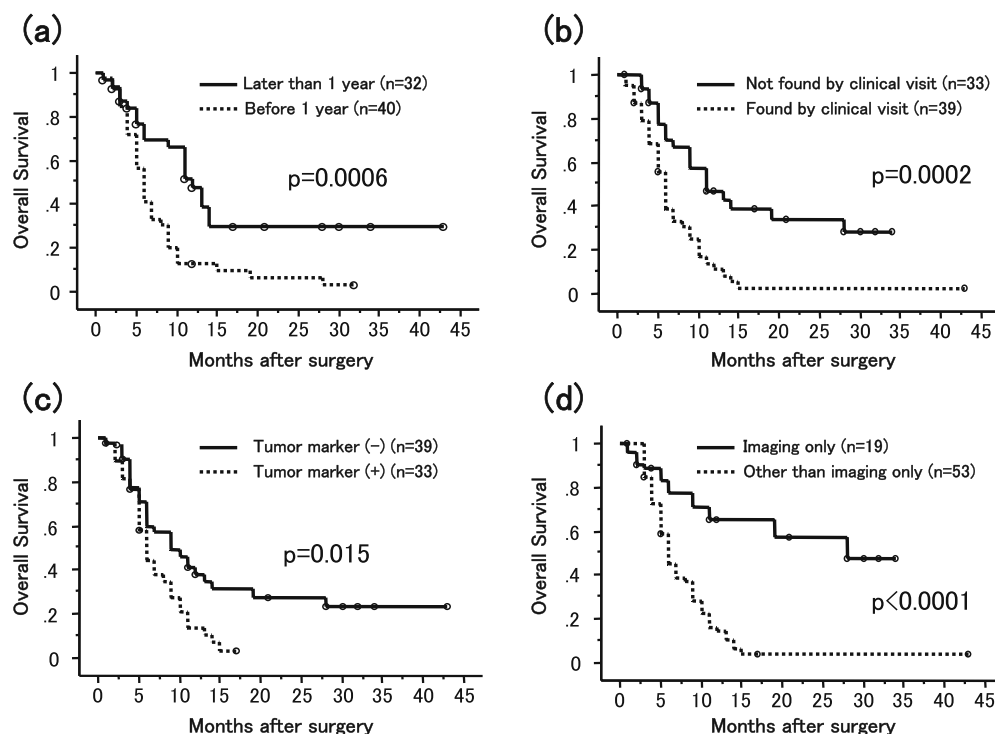 (a)
Overall Survival
1
.8
.6
.4
.2
0
Later than 1 year (n=32)
Before 1 year (n=40)
p=0.0006
0 5 10 15 20 25 30 35 40 45
Months after surgery
(b)
Overall Survival
1
.8
.6
.4
.2
0
Not found by clinical visit (n=33)
Found by clinical visit (n=39)
p=0.0002
0 5 10 15 20 25 30 35 40 45
Months after surgery
(c)
Overall Survival
1
.8
.6
.4
.2
0
Tumor marker (-) (n=39)
Tumor marker (+) (n=33)
p=0.015
0 5 10 15 20 25 30 35 40 45
Months after surgery
(d)
Overall Survival
1
.8
.6
.4
.2
0
Imaging only (n=19)
Other than imaging only (n=53)
p<0.0001
0 5 10 15 20 25 30 35 40 45
Months after surgery